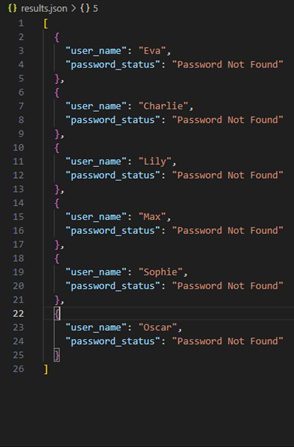 {} results.json > {} 5
1 [
2 {
3 "user_name": "Eva",
4 "password_status": "Password Not Found"
5 },
6 {
7 "user_name": "Charlie",
8 "password_status": "Password Not Found"
9 },
10 {
11 "user_name": "Lily",
12 "password_status": "Password Not Found"
13 },
14 {
15 "user_name": "Max",
16 "password_status": "Password Not Found"
17 },
18 {
19 "user_name": "Sophie",
20 "password_status": "Password Not Found"
21 },
22 {
23 "user_name": "Oscar",
24 "password_status": "Password Not Found"
25 }
26 ]